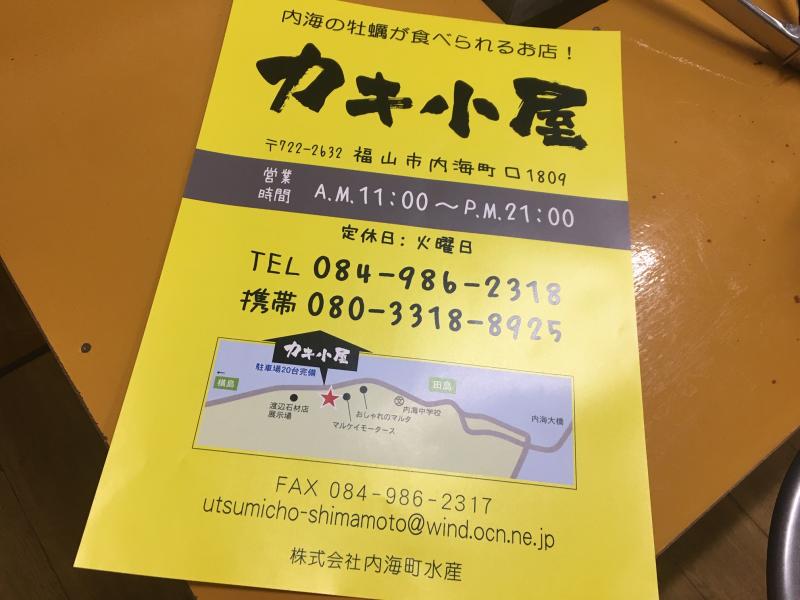 内海の牡蠣が食べられるお店！
カキ小屋
〒722-2632 福山市内海町口1809
営業時間 A.M.11:00～P.M.21:00
定休日：火曜日
TEL 084-986-2318
携帯 080-3318-8925
カキ小屋
駐車場20台完備
←
横島
田島
渡辺石材店
展示場
マルケイモータース
おしゃれのマルタ
内海中学校
内海大橋
FAX 084-986-2317
utsumicho-shimamoto@wind.ocn.ne.jp
株式会社内海町水産